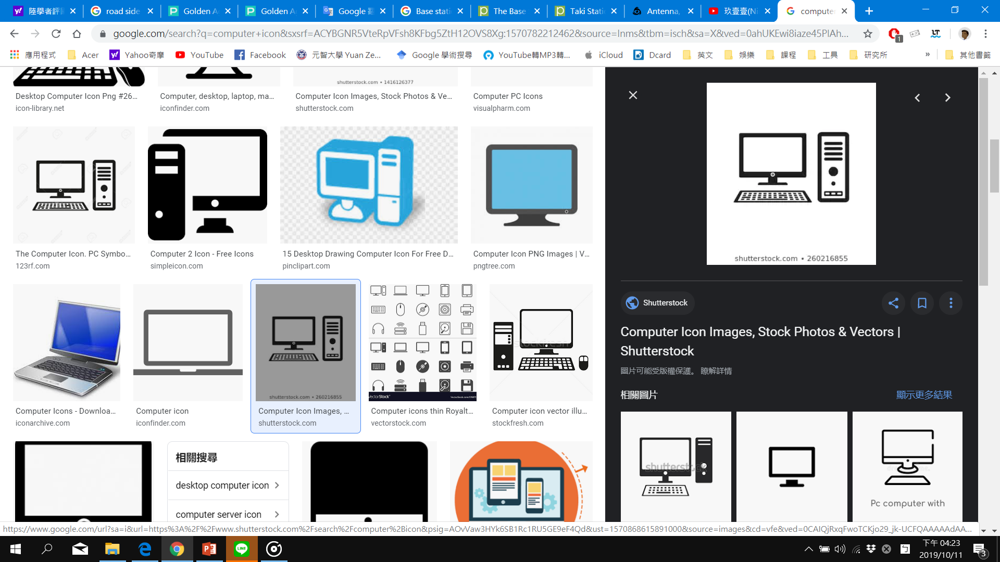 陸學者評
road side
Golden A
Golden A
Google 翻
Base stati
The Base
Taki Stati
Antenna,
玖壹壹(Ni
computer
google.com/search?q=computer+icon&sxsrf=ACYBGNR5VteRpVFsh8KFbg5ZtH12OVS8Xg:1570782212462&source=lnms&tbm=isch&sa=X&ved=0ahUKEwi8iaze45PlAh...
1
應用程式
Acer
Yahoo奇摩
YouTube
Facebook
元智大學 Yuan Ze...
Google 學術搜尋
YouTube轉MP3轉...
iCloud
Dcard
英文
娛樂
課程
工具
研究所
»
其他書籤
shutterstock.com • 1416126377
Desktop Computer Icon Png #26...
icon-library.net
Computer, desktop, laptop, ma...
iconfinder.com
Computer Icon Images, Stock Photos & Ve...
shutterstock.com
Computer PC Icons
visualpharm.com
The Computer Icon. PC Symbo...
123rf.com
Computer 2 Icon - Free Icons
simpleicon.com
15 Desktop Drawing Computer Icon For Free D...
pinclipart.com
Computer Icon PNG Images | V...
pngtree.com
shutterstock.com • 260216855
VectorStock
stockfresh
Computer Icons - Downloa...
iconarchive.com
Computer icon
iconfinder.com
Computer Icon Images, ...
shutterstock.com
Computer icons thin Royalt...
vectorstock.com
Computer icon vector illu...
stockfresh.com
相關搜尋
desktop computer icon
computer server icon
shutterstock.com • 260216855
Shutterstock
Computer Icon Images, Stock Photos & Vectors |
Shutterstock
圖片可能受版權保護。 瞭解詳情
相關圖片
顯示更多結果
shutterstock
Pc computer with
https://www.google.com/url?sa=i&url=https%3A%2F%2Fwww.shutterstock.com%2Fsearch%2Fcomputer%2Bicon&psig=AOvVaw3HYk6SB1Rc1RU5GE9eF4Qd&ust=1570868615891000&source=images&cd=vfe&ved=0CAIQjRxqFwoTCKjo29_jk-UCFQAAAAAdAA...
LINE
下午 04:23
2019/10/11
3